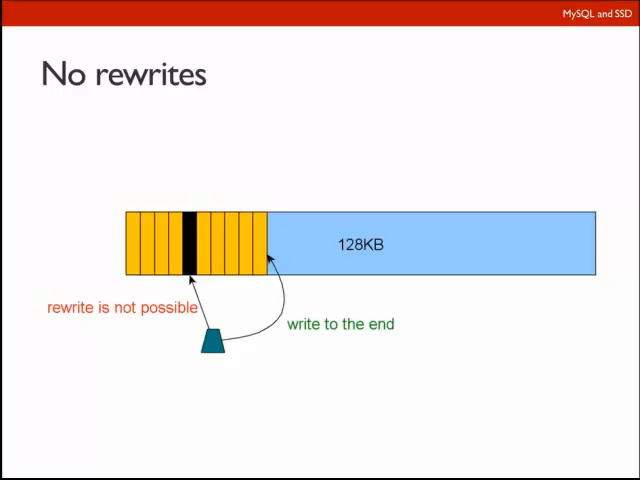 MySQL and SSD
No rewrites
128KB
rewrite is not possible
write to the end